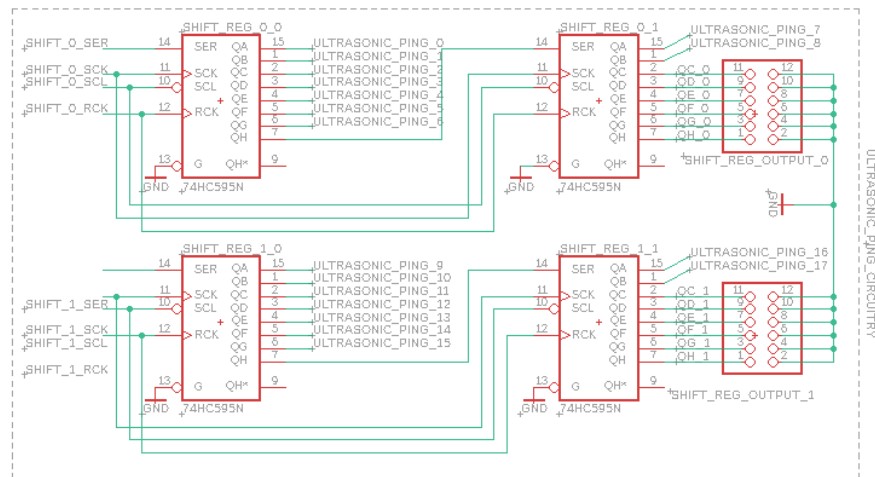 SHIFT_REG_0_0
SHIFT_REG_0_1
SHIFT_0_SER
14 SER QA 15 ULTRASONIC_PING_0
QB 1 ULTRASONIC_PING_1
SHIFT_0_SCK 11 SCK QC 2 ULTRASONIC_PING_2
SHIFT_0_SCL 10 SCL QD 3 ULTRASONIC_PING_3
QE 4 ULTRASONIC_PING_4
SHIFT_0_RCK 12 RCK QF 5 ULTRASONIC_PING_5
QG 6 ULTRASONIC_PING_6
QH 7
13 G QH* 9
GND
74HC595N
14 SER QA 15 ULTRASONIC_PING_7
QB 1 ULTRASONIC_PING_8
11 SCK QC 2 QC_0 11 12
10 SCL QD 3 QD_0 9 10
QE 4 QE_0 7 8
12 RCK QF 5 QF_0 5 6
QG 6 QG_0 3 4
QH 7 QH_0 1 2
SHIFT_REG_OUTPUT_0
13 G QH* 9
GND
74HC595N
GND
ULTRASONIC_PING_CIRCUITRY
SHIFT_REG_1_0
SHIFT_REG_1_1
14 SER QA 15 ULTRASONIC_PING_9
QB 1 ULTRASONIC_PING_10
11 SCK QC 2 ULTRASONIC_PING_11
SHIFT_1_SER 10 SCL QD 3 ULTRASONIC_PING_12
QE 4 ULTRASONIC_PING_13
SHIFT_1_SCK 12 RCK QF 5 ULTRASONIC_PING_14
SHIFT_1_SCL QG 6 ULTRASONIC_PING_15
QH 7
SHIFT_1_RCK
13 G QH* 9
GND
74HC595N
14 SER QA 15 ULTRASONIC_PING_16
QB 1 ULTRASONIC_PING_17
11 SCK QC 2 QC_1 11 12
10 SCL QD 3 QD_1 9 10
QE 4 QE_1 7 8
12 RCK QF 5 QF_1 5 6
QG 6 QG_1 3 4
QH 7 QH_1 1 2
13 G QH* 9
SHIFT_REG_OUTPUT_1
GND
74HC595N